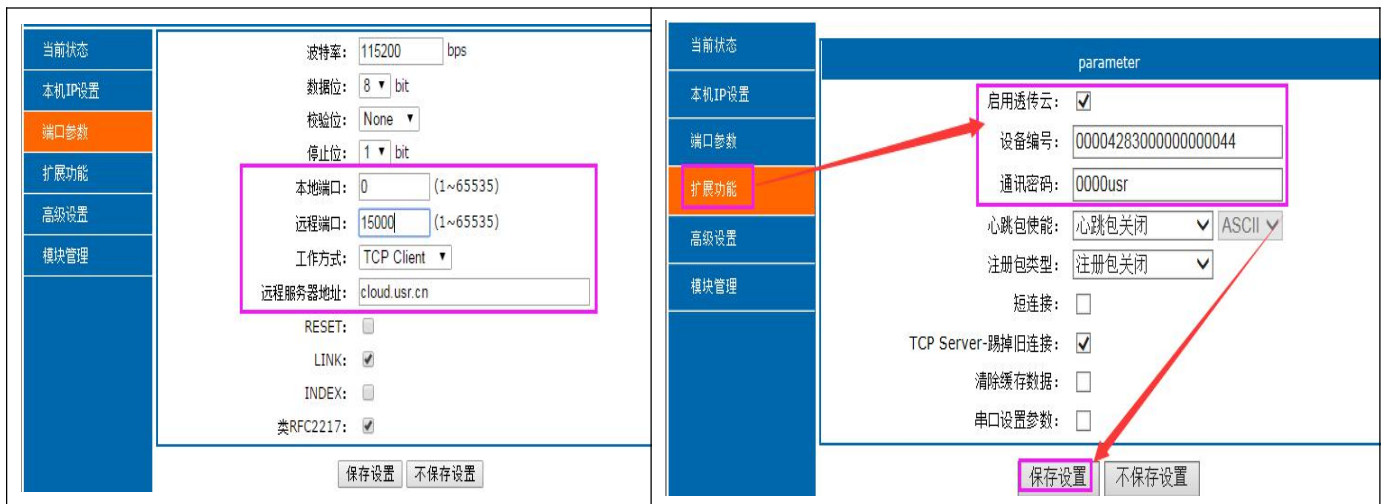 当前状态
本机IP设置
端口参数
扩展功能
高级设置
模块管理
波特率: 115200 bps
数据位: 8 bit
校验位: None
停止位: 1 bit
本地端口: 0 (1~65535)
远程端口: 15000 (1~65535)
工作方式: TCP Client
远程服务器地址: cloud.usr.cn
RESET:
LINK:
INDEX:
类RFC2217:
保存设置 不保存设置
当前状态
本机IP设置
端口参数
扩展功能
高级设置
模块管理
parameter
启用透传云:
设备编号: 00004283000000000044
通讯密码: 0000usr
心跳包使能: 心跳包关闭 ASCII
注册包类型: 注册包关闭
短连接:
TCP Server-踢掉旧连接:
清除缓存数据:
串口设置参数:
保存设置 不保存设置